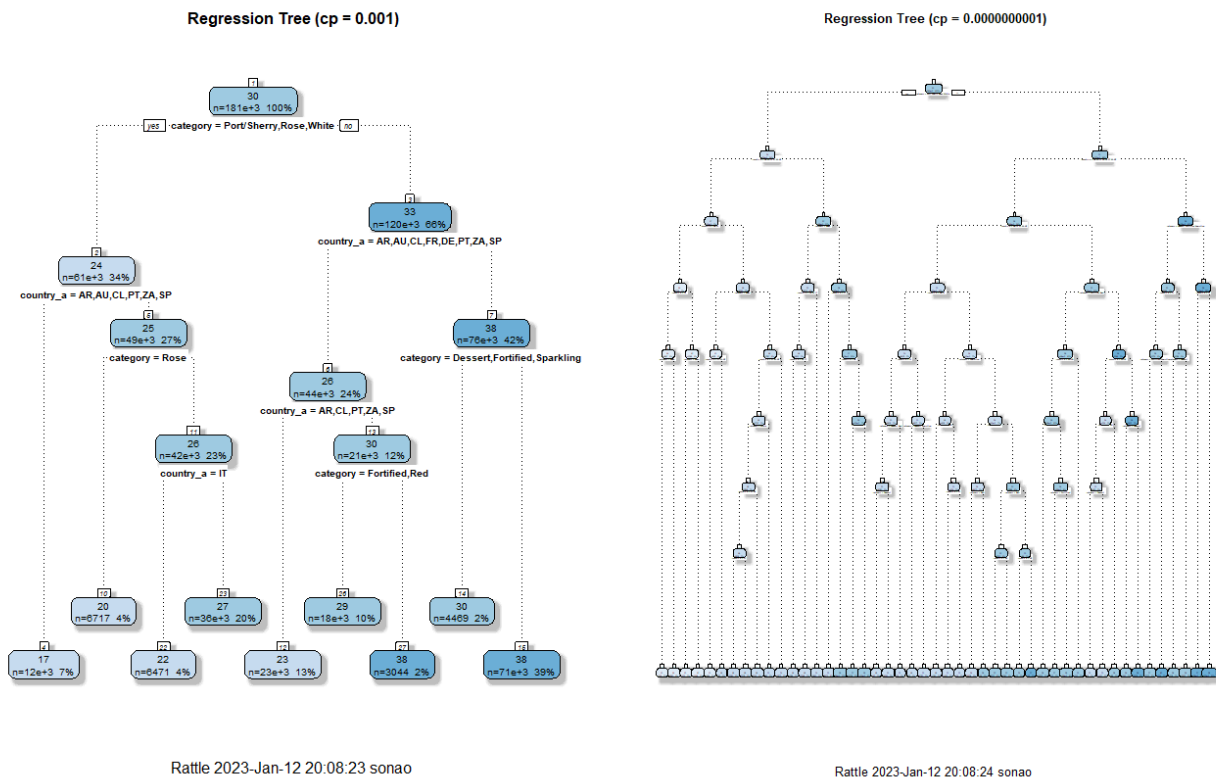 Regression Tree (cp = 0.001)
1
30
n=181e+3 100%
yes category = Port/Sherry,Rose,White no
3
33
n=120e+3 66%
country_a = AR,AU,CL,FR,DE,PT,ZA,SP
2
24
n=61e+3 34%
country_a = AR,AU,CL,PT,ZA,SP
5
25
n=49e+3 27%
category = Rose
7
38
n=76e+3 42%
category = Dessert,Fortified,Sparkling
6
26
n=44e+3 24%
country_a = AR,CL,PT,ZA,SP
11
26
n=42e+3 23%
country_a = IT
13
30
n=21e+3 12%
category = Fortified,Red
10
20
n=6717 4%
23
27
n=36e+3 20%
26
29
n=18e+3 10%
14
30
n=4469 2%
4
17
n=12e+3 7%
22
22
n=6471 4%
12
23
n=23e+3 13%
27
38
n=3044 2%
15
38
n=71e+3 39%
Rattle 2023-Jan-12 20:08:23 sonao
Regression Tree (cp = 0.0000000001)
Rattle 2023-Jan-12 20:08:24 sonao